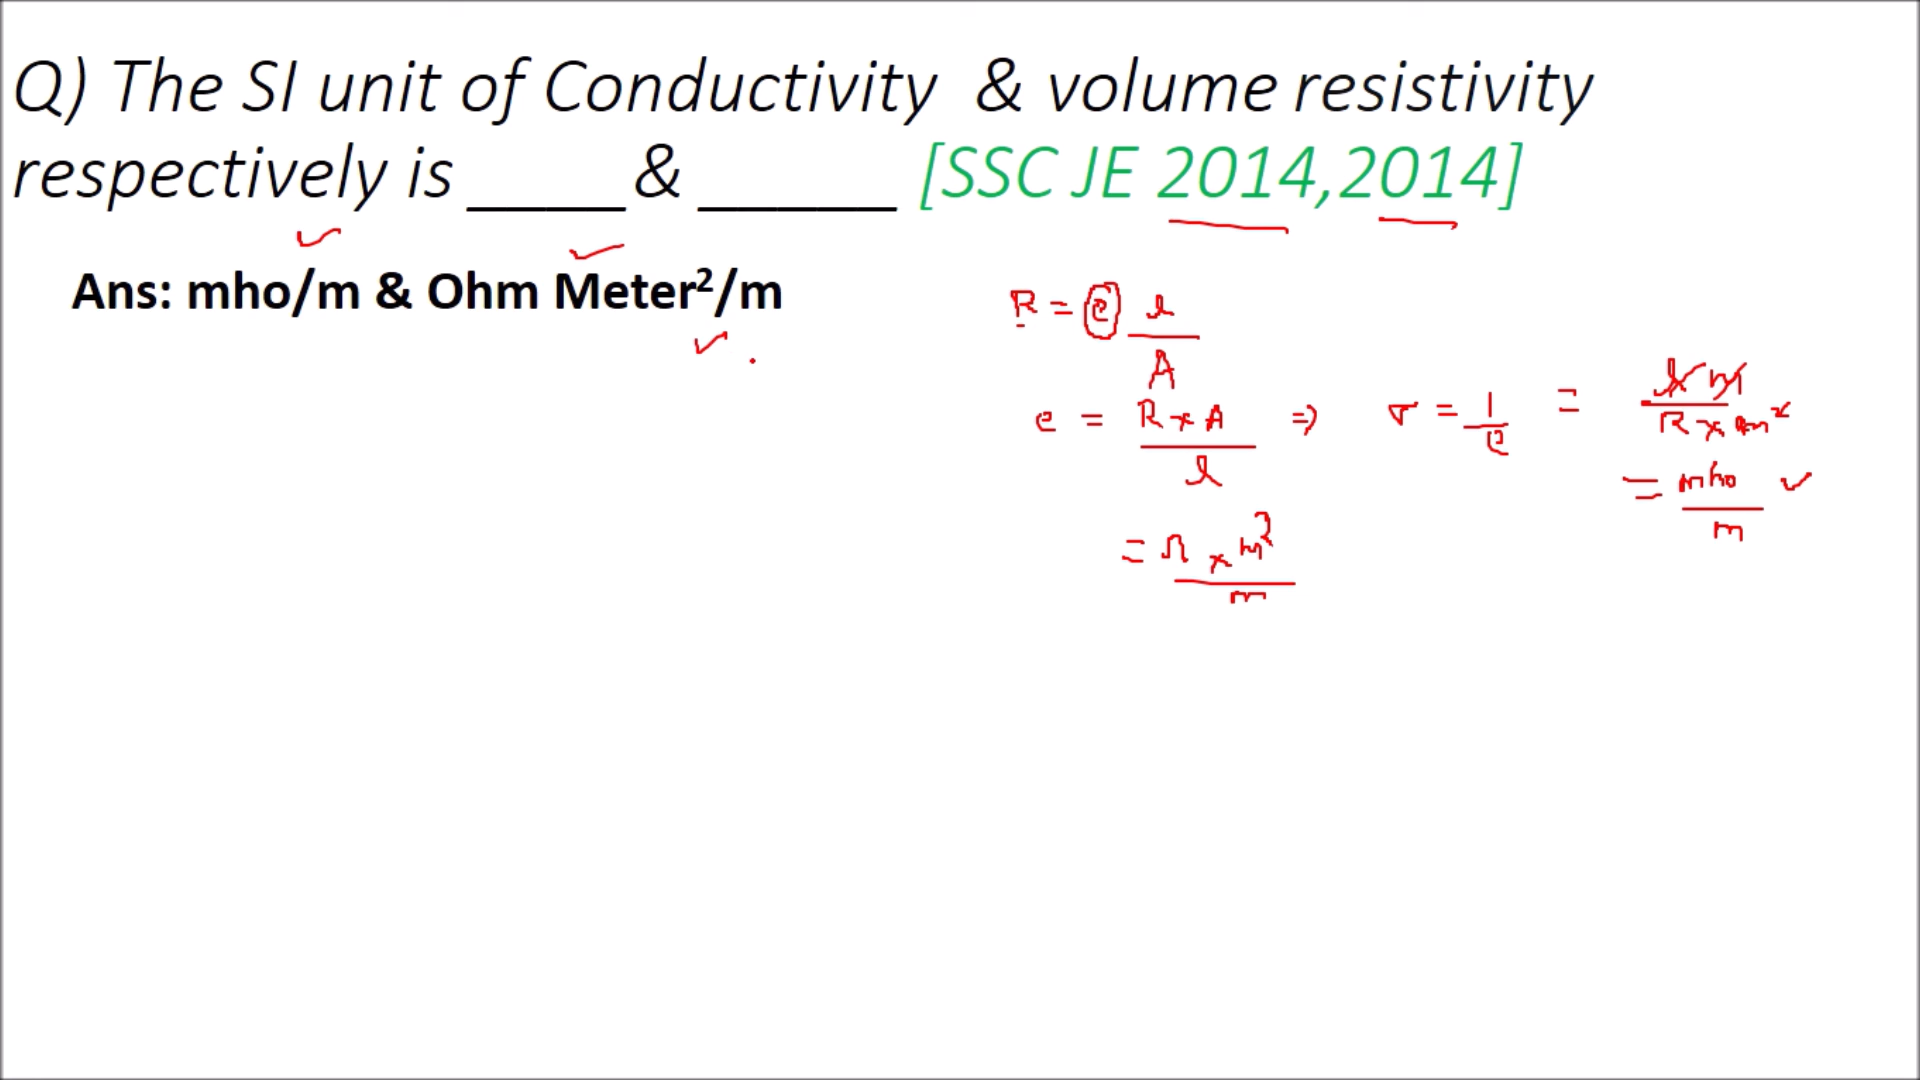 Q) The SI unit of Conductivity & volume resistivity
respectively is ____ & _____ [SSC JE 2014,2014]
Ans: mho/m & Ohm Meter²/m
R = ρ l
A
ρ = R × A ⇒ σ = 1 = l m
l ρ R × m²
= mho
m
= Ω × m²
m